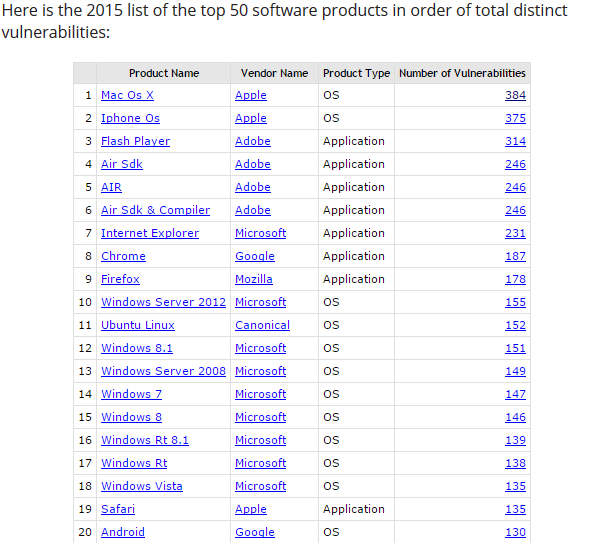 Here is the 2015 list of the top 50 software products in order of total distinct
vulnerabilities:
Product Name Vendor Name Product Type Number of Vulnerabilities
1 Mac Os X Apple OS 384
2 Iphone Os Apple OS 375
3 Flash Player Adobe Application 314
4 Air Sdk Adobe Application 246
5 AIR Adobe Application 246
6 Air Sdk & Compiler Adobe Application 246
7 Internet Explorer Microsoft Application 231
8 Chrome Google Application 187
9 Firefox Mozilla Application 178
10 Windows Server 2012 Microsoft OS 155
11 Ubuntu Linux Canonical OS 152
12 Windows 8.1 Microsoft OS 151
13 Windows Server 2008 Microsoft OS 149
14 Windows 7 Microsoft OS 147
15 Windows 8 Microsoft OS 146
16 Windows Rt 8.1 Microsoft OS 139
17 Windows Rt Microsoft OS 138
18 Windows Vista Microsoft OS 135
19 Safari Apple Application 135
20 Android Google OS 130